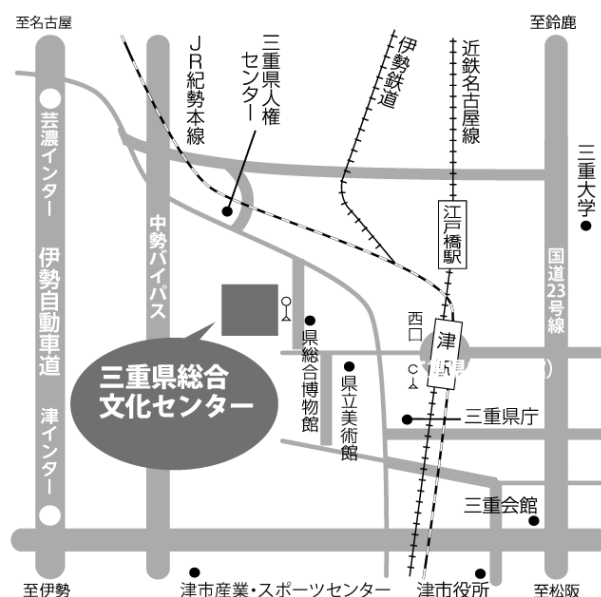 至名古屋
至鈴鹿
JR紀勢本線
三重県人権
センター
伊勢鉄道
近鉄名古屋線
芸濃インター
三重大学
江戸橋駅
中勢バイパス
伊勢自動車道
国道23号線
西口
津
県総合博物館
県立美術館
三重県総合
文化センター
三重県庁
津インター
三重会館
至伊勢
津市産業・スポーツセンター
津市役所
至松阪